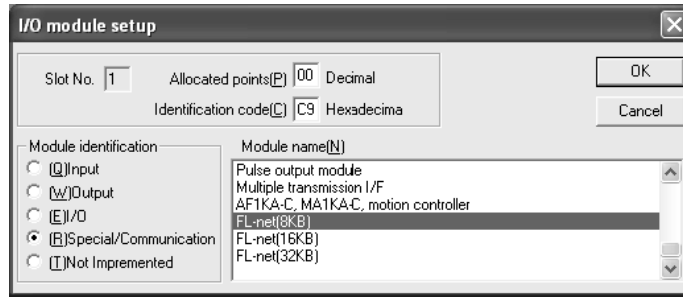 I/O module setup
Slot No. 1 Allocated points(P) 00 Decimal
Identification code(C) C9 Hexadecima
OK
Cancel
Module identification
(Q)Input
(W)Output
(E)I/O
(R)Special/Communication
(T)Not Impremented
Module name(N)
Pulse output module
Multiple transmission I/F
AF1KA-C, MA1KA-C, motion controller
FL-net(8KB)
FL-net(16KB)
FL-net(32KB)